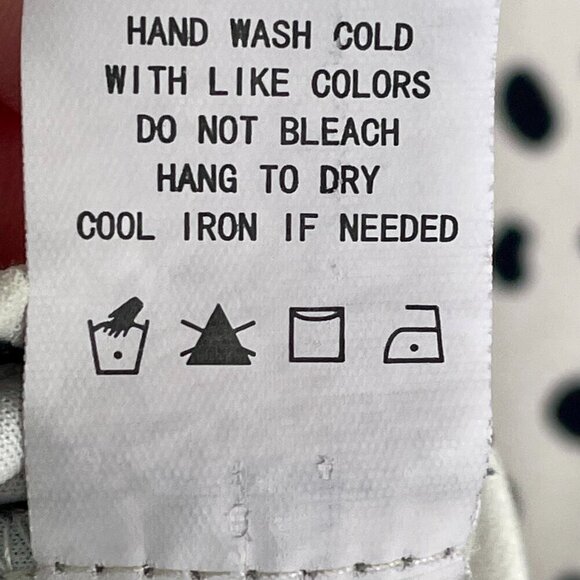 HAND WASH COLD
WITH LIKE COLORS
DO NOT BLEACH
HANG TO DRY
COOL IRON IF NEEDED